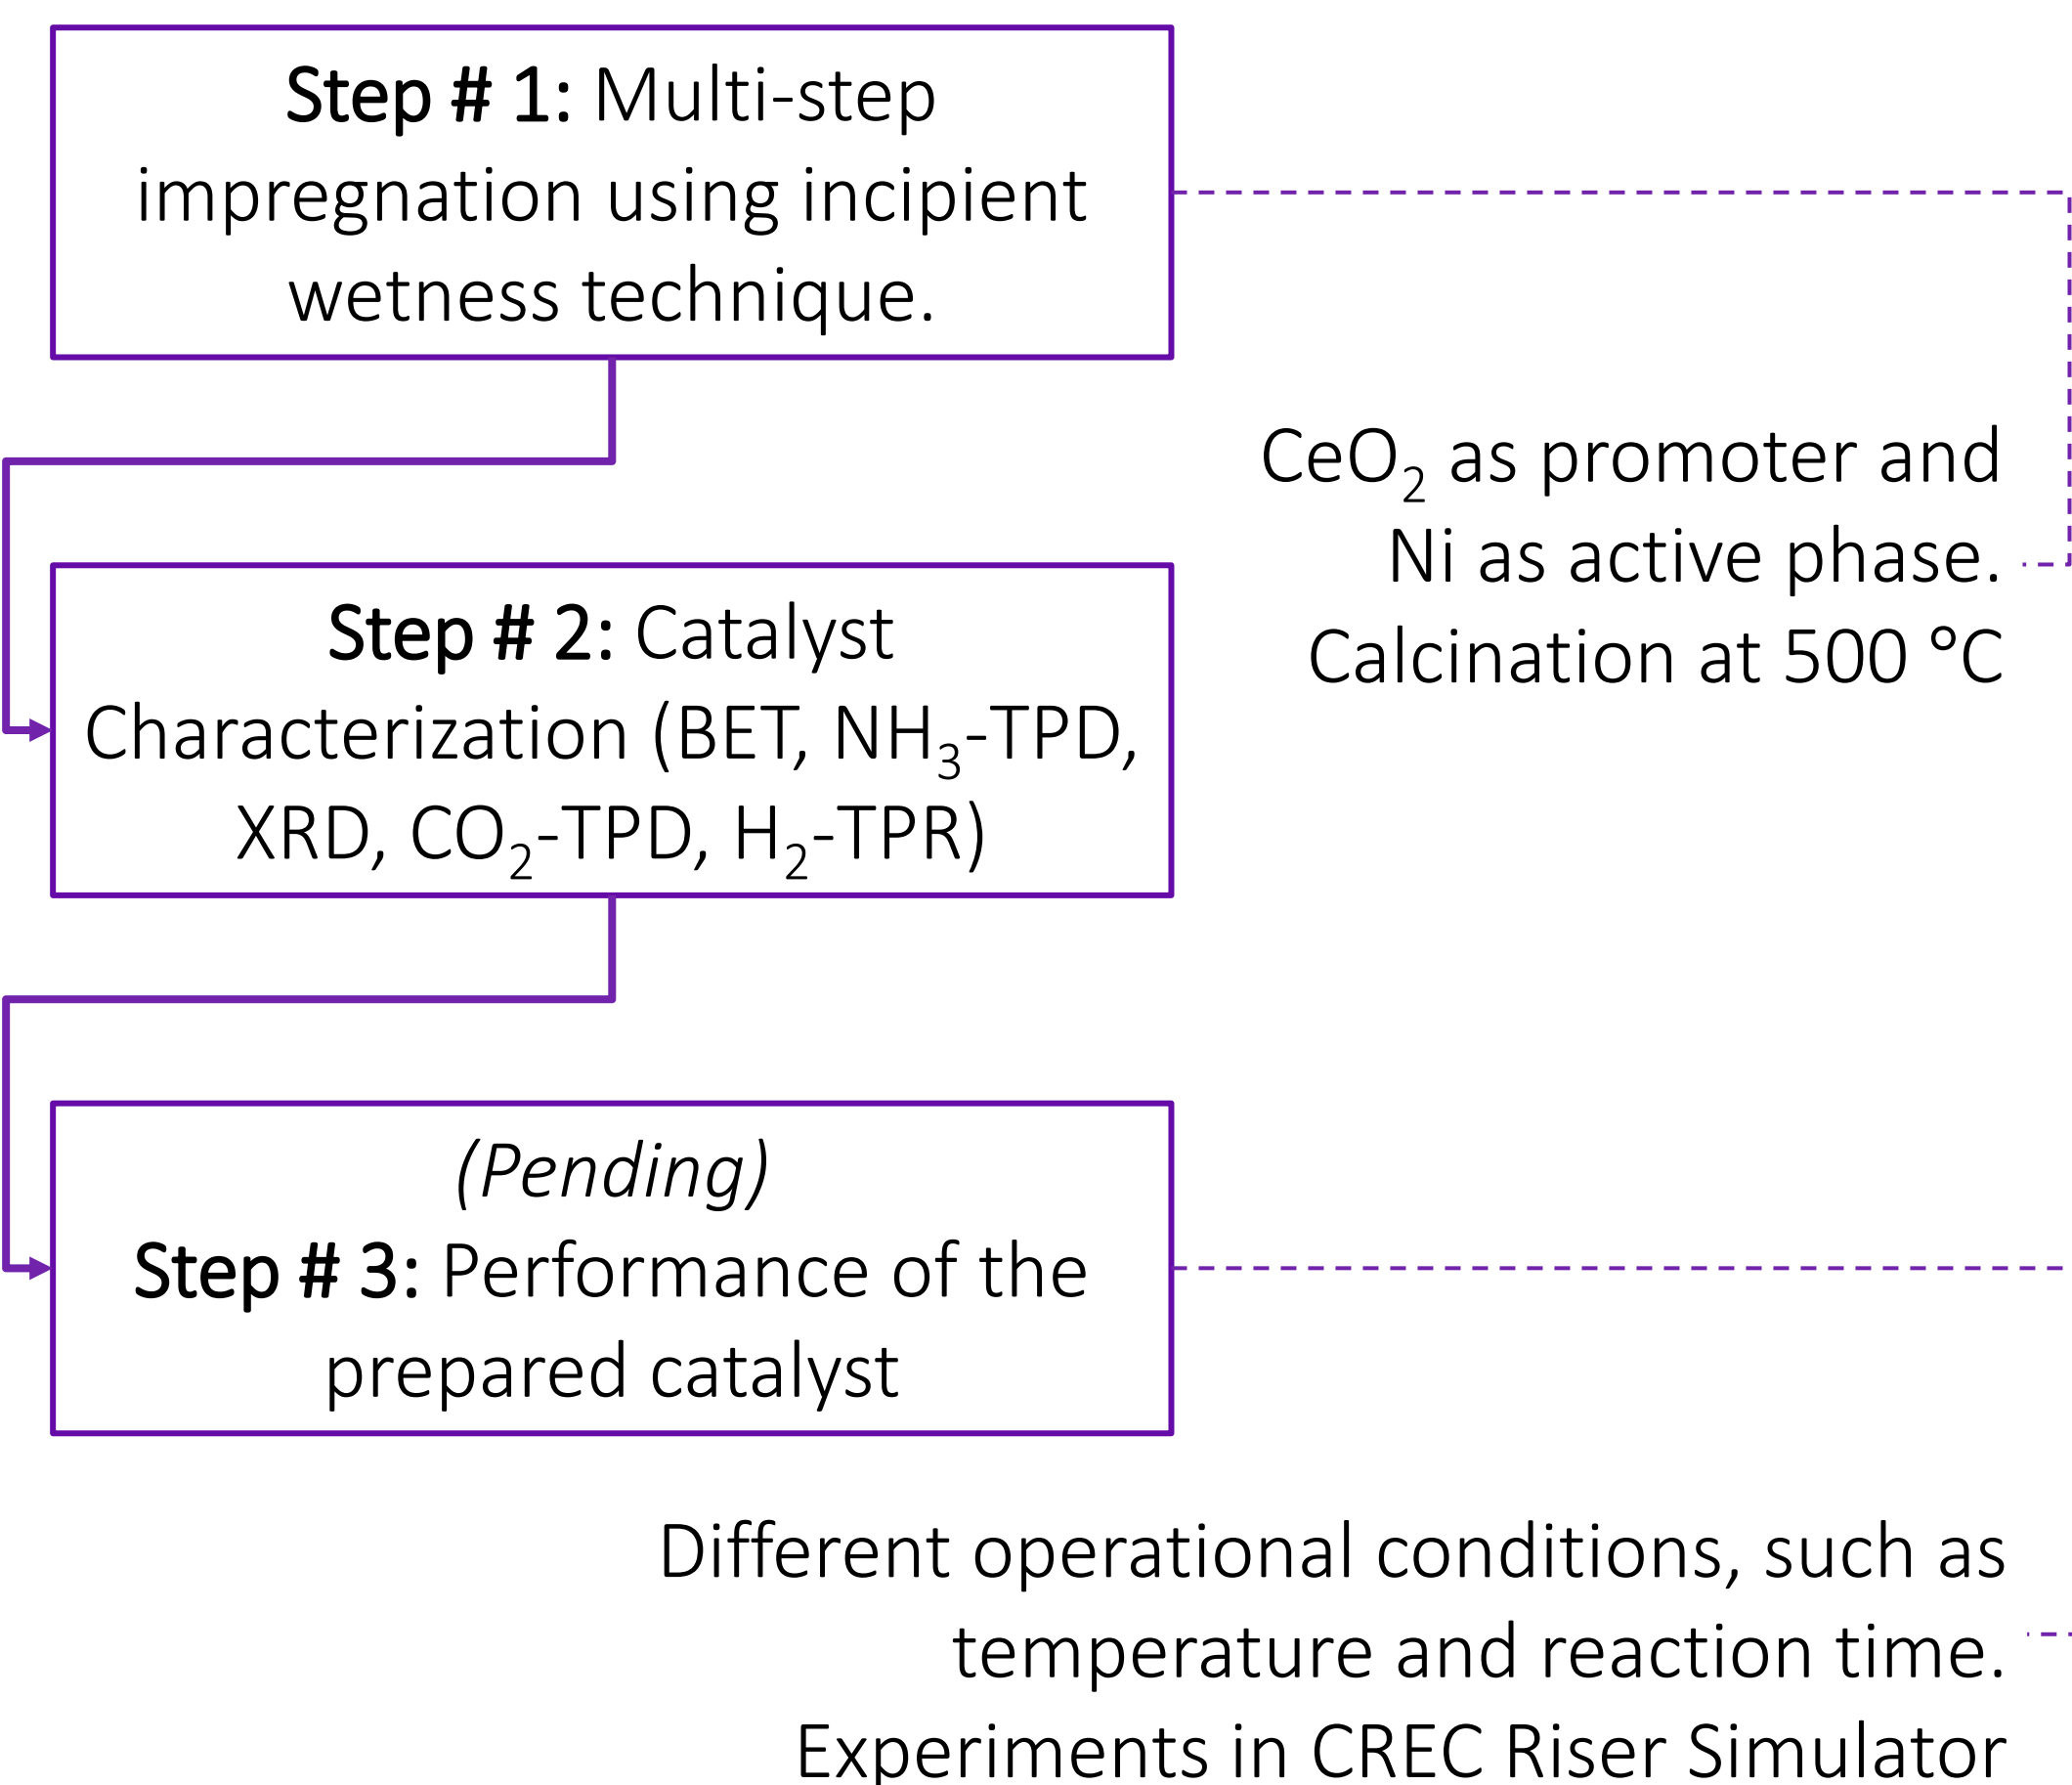 Step # 1: Multi-step
impregnation using incipient
wetness technique.
CeO₂ as promoter and
Ni as active phase.
Calcination at 500 °C
Step # 2: Catalyst
Characterization (BET, NH₃-TPD,
XRD, CO₂-TPD, H₂-TPR)
(Pending)
Step # 3: Performance of the
prepared catalyst
Different operational conditions, such as
temperature and reaction time.
Experiments in CREC Riser Simulator